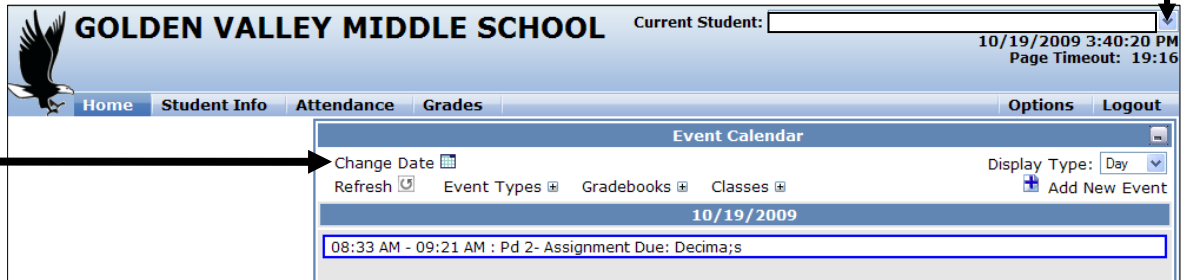 GOLDEN VALLEY MIDDLE SCHOOL
Current Student:
10/19/2009 3:40:20 PM
Page Timeout: 19:16
Home Student Info Attendance Grades Options Logout
Event Calendar
Change Date Display Type: Day
Refresh Event Types Gradebooks Classes Add New Event
10/19/2009
08:33 AM - 09:21 AM : Pd 2- Assignment Due: Decima;s